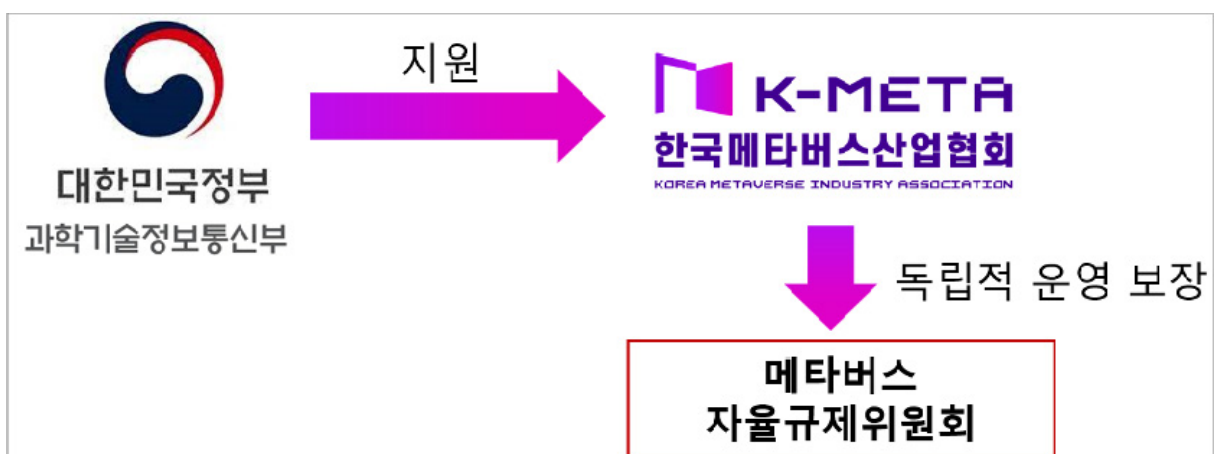 대한민국정부
과학기술정보통신부
지원
K-META
한국메타버스산업협회
KOREA METAVERSE INDUSTRY ASSOCIATION
독립적 운영 보장
메타버스
자율규제위원회